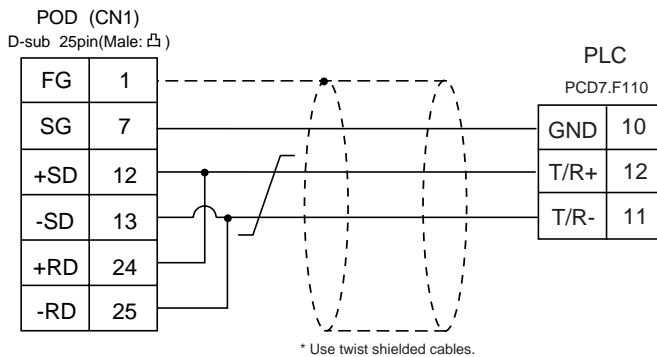 POD (CN1)
D-sub 25pin(Male: )
FG 1
SG 7
+SD 12
-SD 13
+RD 24
-RD 25
PLC
PCD7.F110
GND 10
T/R+ 12
T/R- 11
* Use twist shielded cables.